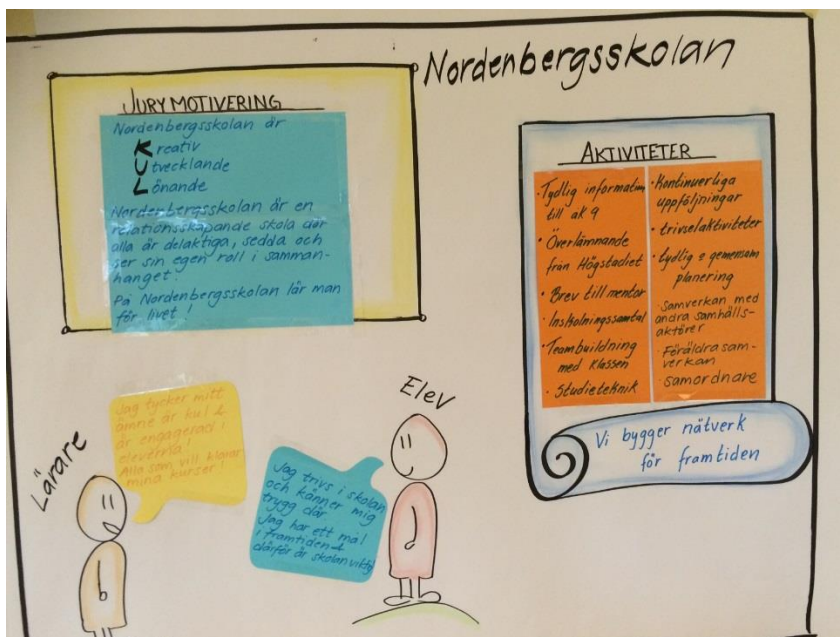 Nordenbergsskolan
JURYMOTIVERING
Nordenbergsskolan är
Kreativ
Utvecklande
Lönande
Nordenbergsskolan är en
relationsskapande skola där
alla är delaktiga, sedda och
ser sin egen roll i samman-
hanget.
På Nordenbergsskolan lär man
för livet!
AKTIVITETER
Tydlig information
till åk 9
• Överlämnande
från Högstadiet
• Brev till mentor
• Inskolningssamtal
• Teambuildning
med klassen
• Studieteknik
• Kontinuerliga
uppföljningar
• trivselaktiviteter
• tydlig & gemensam
planering
· Samverkan med
andra samhälls-
aktörer
· Föräldrasam-
verkan
· samordnare
Vi bygger nätverk
för framtiden
Lärare
Jag tycker mitt
ämne är kul &
är engagerad i
eleverna!
Alla som vill klarar
mina kurser!
Elev
Jag trivs i skolan
och känner mig
trygg där
Jag har ett mål
i framtiden &
därför är skolan viktig